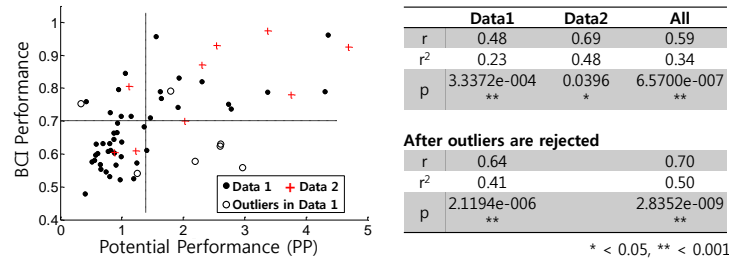 BCI Performance
1
0.9
0.8
0.7
0.6
0.5
0.4
0 1 2 3 4 5
Potential Performance (PP)
Data 1 Data 2
Outliers in Data 1
Data1 Data2 All
r 0.48 0.69 0.59
r2 0.23 0.48 0.34
p 3.3372e-004 0.0396 6.5700e-007
** * **
After outliers are rejected
r 0.64 0.70
r2 0.41 0.50
p 2.1194e-006 2.8352e-009
** **
* < 0.05, ** < 0.001